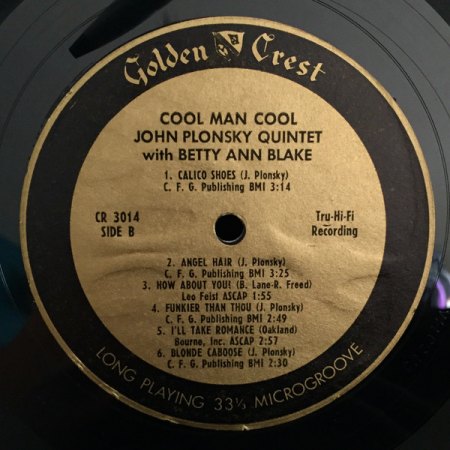 Golden Crest
COOL MAN COOL
JOHN PLONSKY QUINTET
with BETTY ANN BLAKE
1. CALICO SHOES (J. Plonsky)
C. F. G. Publishing BMI 3:14
CR 3014
SIDE B
Tru-Hi-Fi
Recording
2. ANGEL HAIR (J. Plonsky)
C. F. G. Publishing BMI 3:25
3. HOW ABOUT YOU! (B. Lane-R. Freed)
Leo Feist ASCAP 1:55
4. FUNKIER THAN THOU (J. Plonsky)
C. F. G. Publishing BMI 2:49
5. I'LL TAKE ROMANCE (Oakland)
Bourne, Inc. ASCAP 2:57
6. BLONDE CABOOSE (J. Plonsky)
C. F. G. Publishing BMI 2:30
LONG PLAYING 33⅓ MICROGROOVE